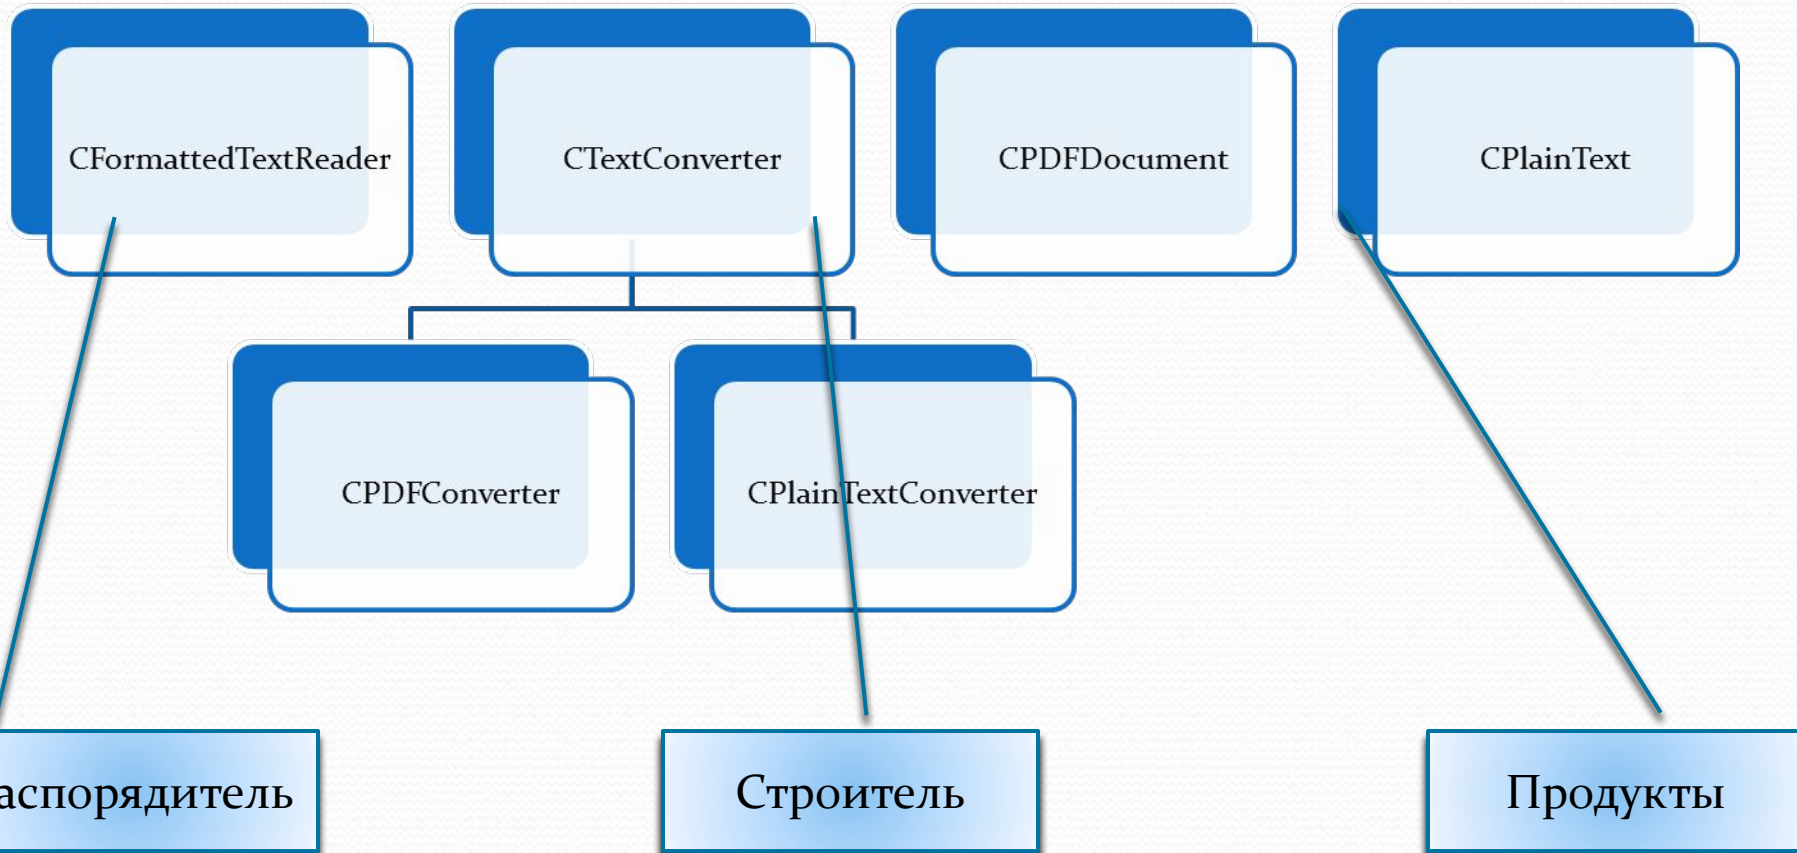 CFormattedTextReader
CTextConverter
CPDFDocument
CPlainText
CPDFConverter
CPlainTextConverter
аспорядитель
Строитель
Продукты